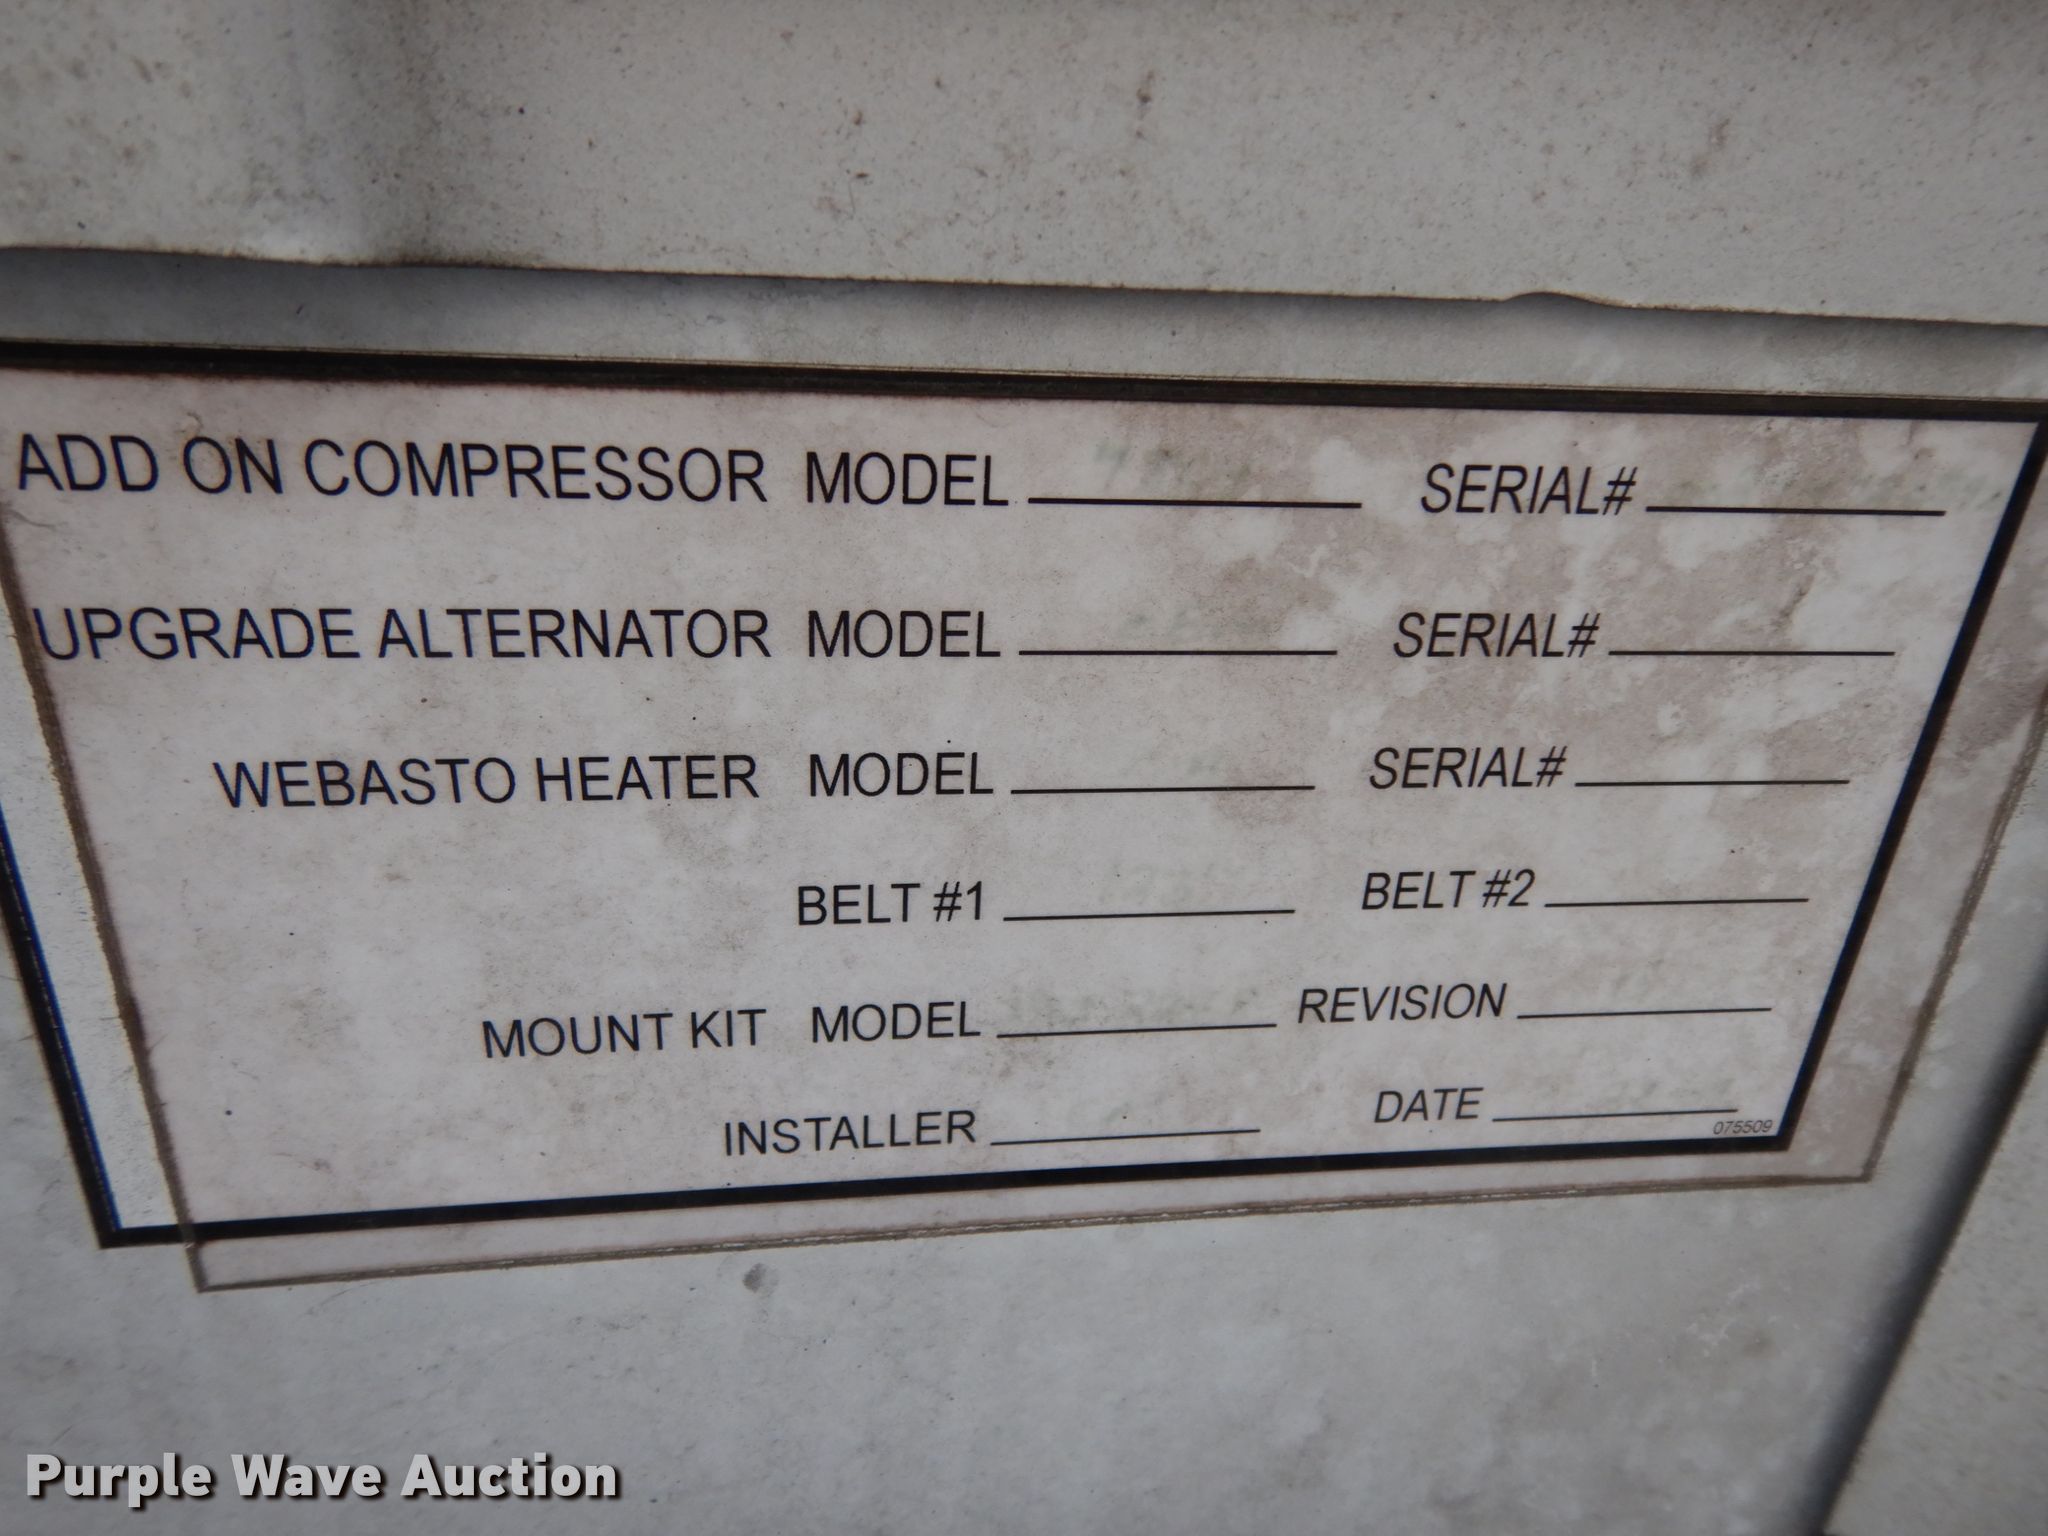 ADD ON COMPRESSOR MODEL SERIAL#
UPGRADE ALTERNATOR MODEL SERIAL#
WEBASTO HEATER MODEL SERIAL#
BELT #1 BELT #2
MOUNT KIT MODEL REVISION
INSTALLER DATE
075509
Purple Wave Auction